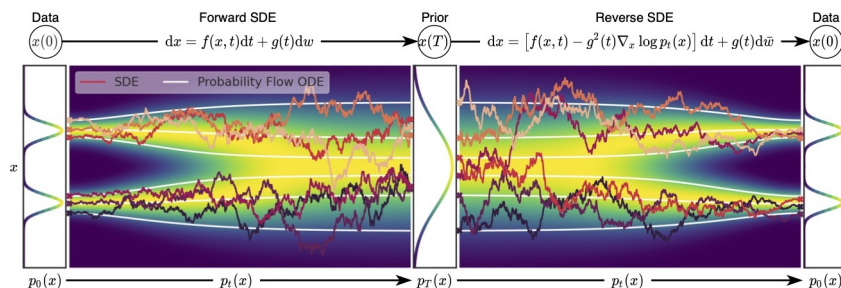 Data Forward SDE Prior Reverse SDE Data
x(0) dx = f(x,t)dt + g(t)dw x(T) dx = [f(x,t) − g²(t)∇ₓ log pₜ(x)] dt + g(t)dw̄ x(0)
SDE Probability Flow ODE
x
p₀(x) pₜ(x) p_T(x) pₜ(x) p₀(x)